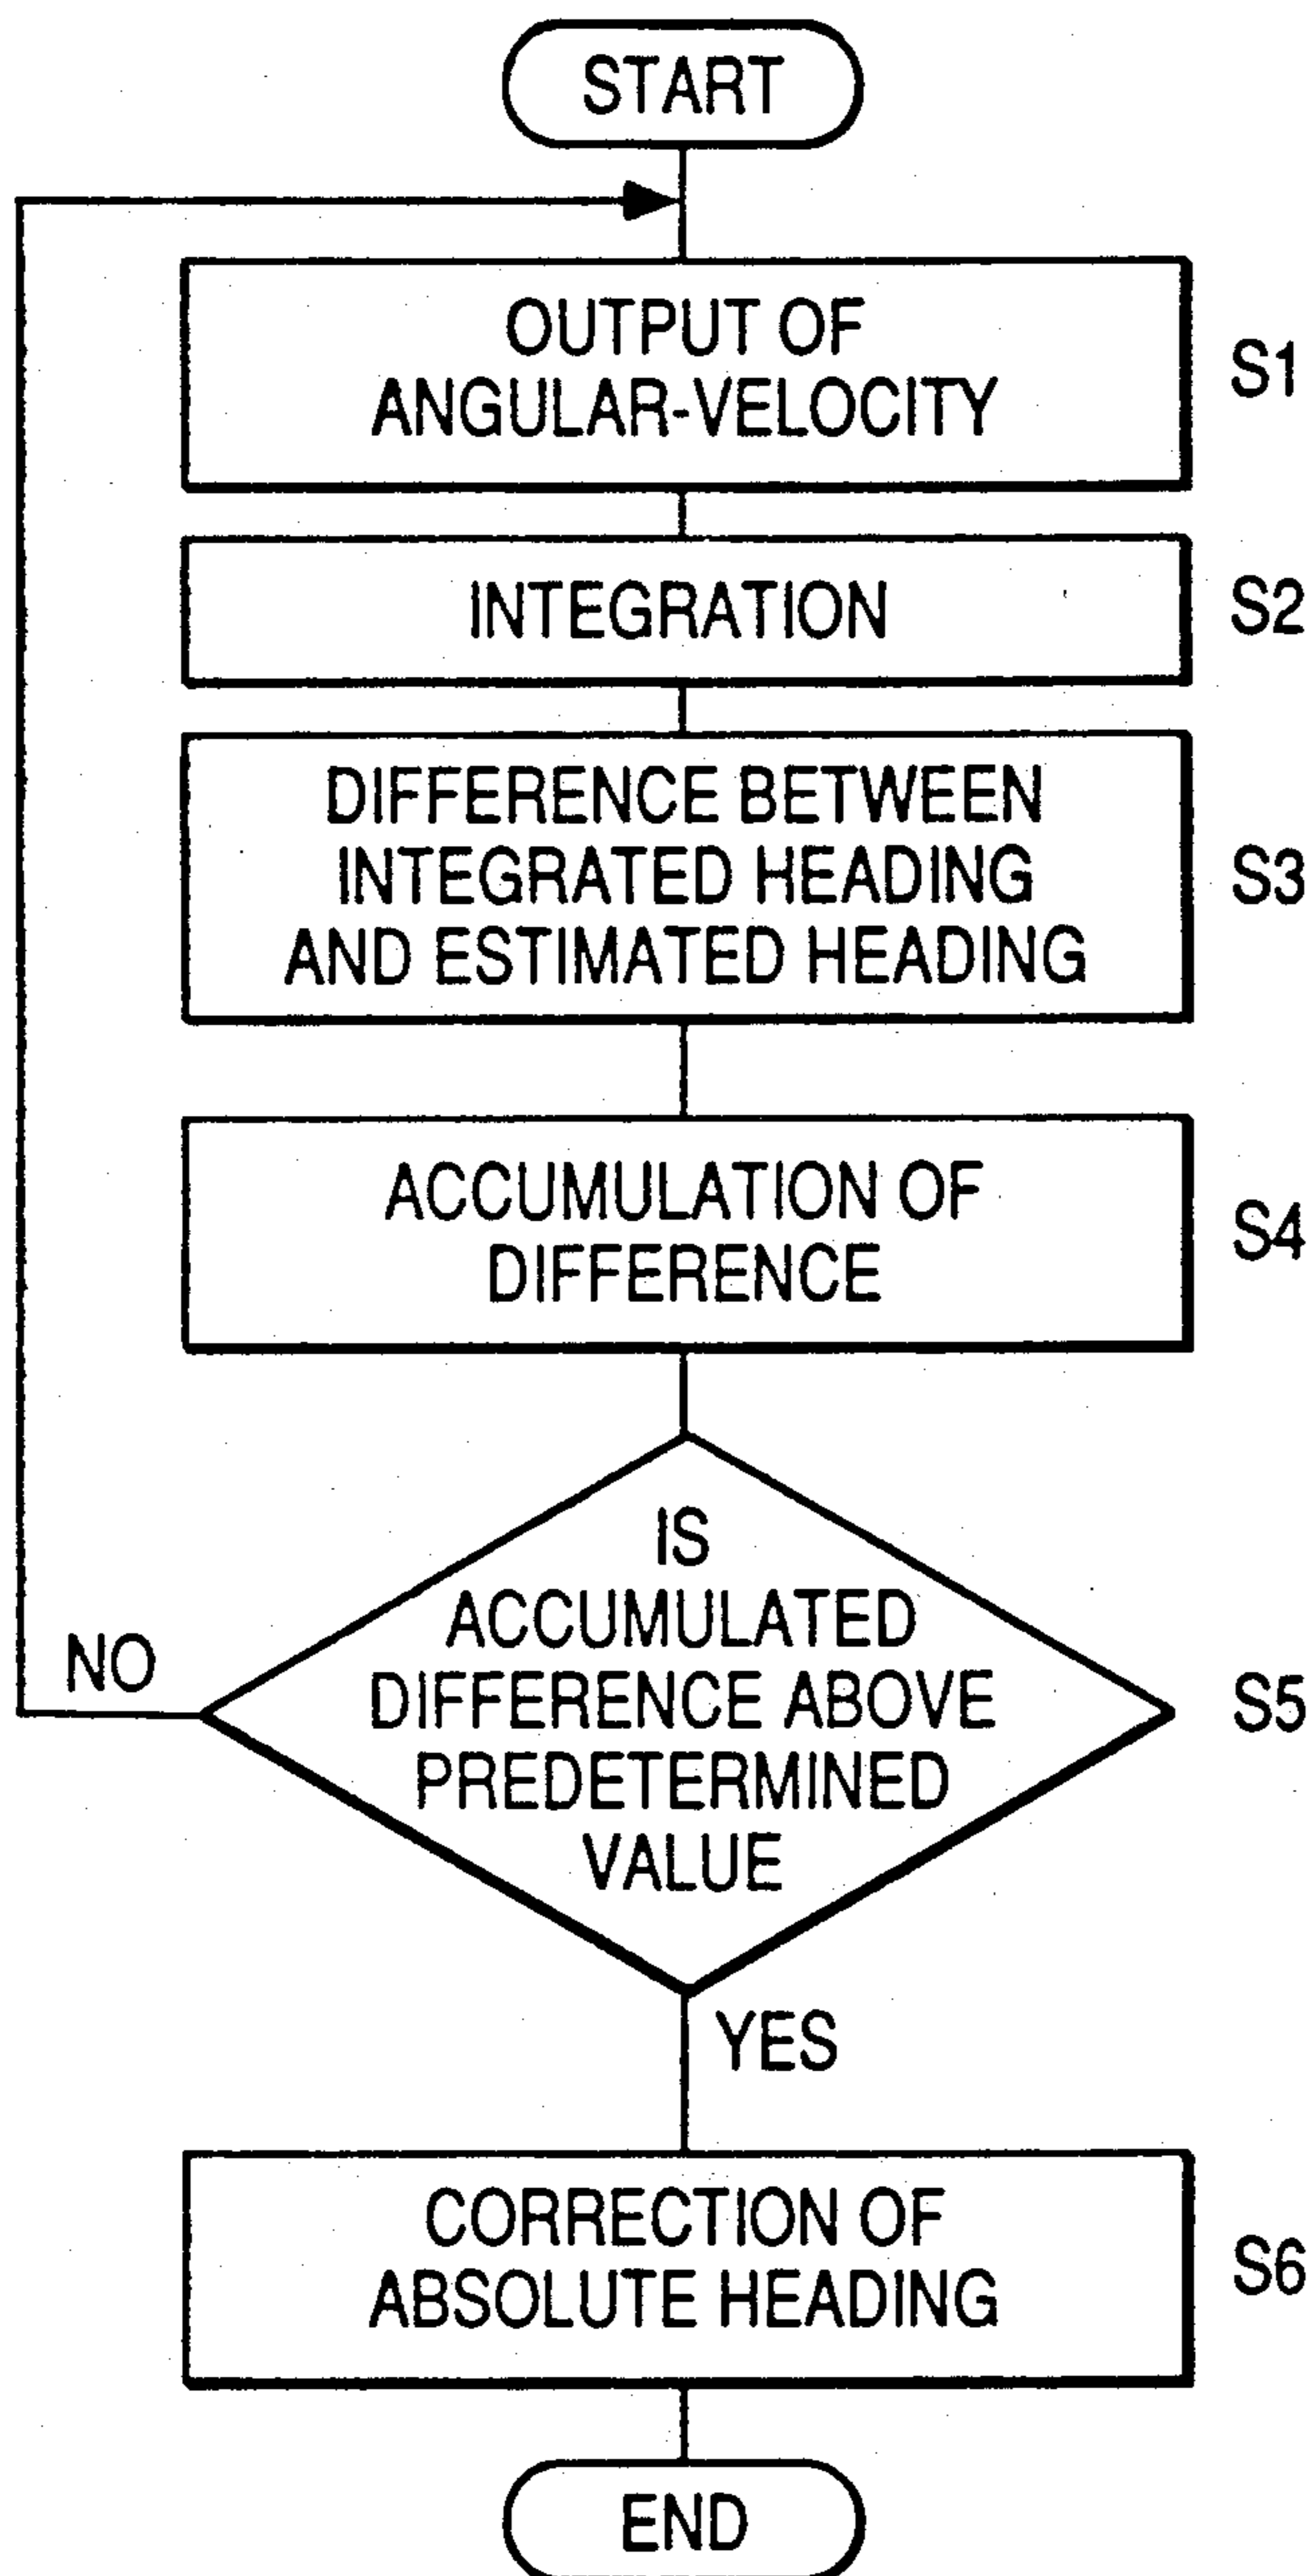 START
OUTPUT OF
ANGULAR-VELOCITY
S1
INTEGRATION
S2
DIFFERENCE BETWEEN
INTEGRATED HEADING
AND ESTIMATED HEADING
S3
ACCUMULATION OF
DIFFERENCE
S4
IS
ACCUMULATED
DIFFERENCE ABOVE
PREDETERMINED
VALUE
S5
NO
YES
CORRECTION OF
ABSOLUTE HEADING
S6
END